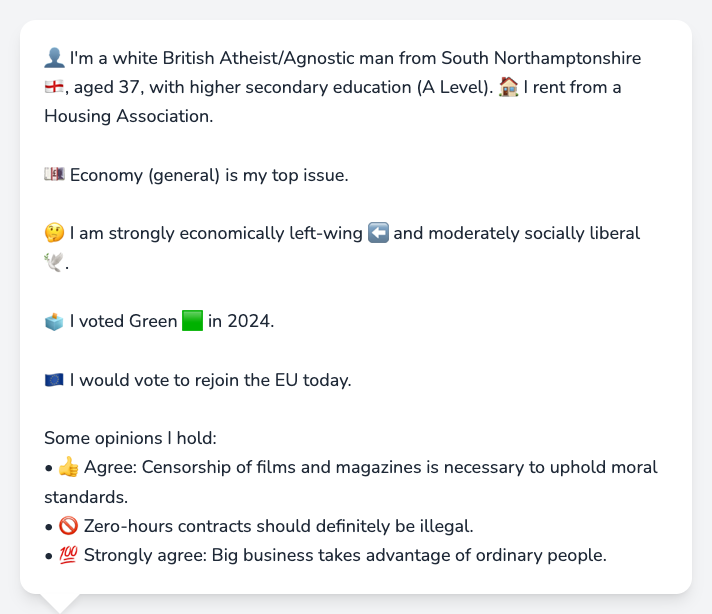 👤 I'm a white British Atheist/Agnostic man from South Northamptonshire
🏴󠁧󠁢󠁥󠁮󠁧󠁿, aged 37, with higher secondary education (A Level). 🏠 I rent from a
Housing Association.
💷 Economy (general) is my top issue.
🤔 I am strongly economically left-wing ⬅️ and moderately socially liberal
🕊️.
🗳️ I voted Green 🟩 in 2024.
🇪🇺 I would vote to rejoin the EU today.
Some opinions I hold:
• 👍 Agree: Censorship of films and magazines is necessary to uphold moral
standards.
• 🚫 Zero-hours contracts should definitely be illegal.
• 💯 Strongly agree: Big business takes advantage of ordinary people.